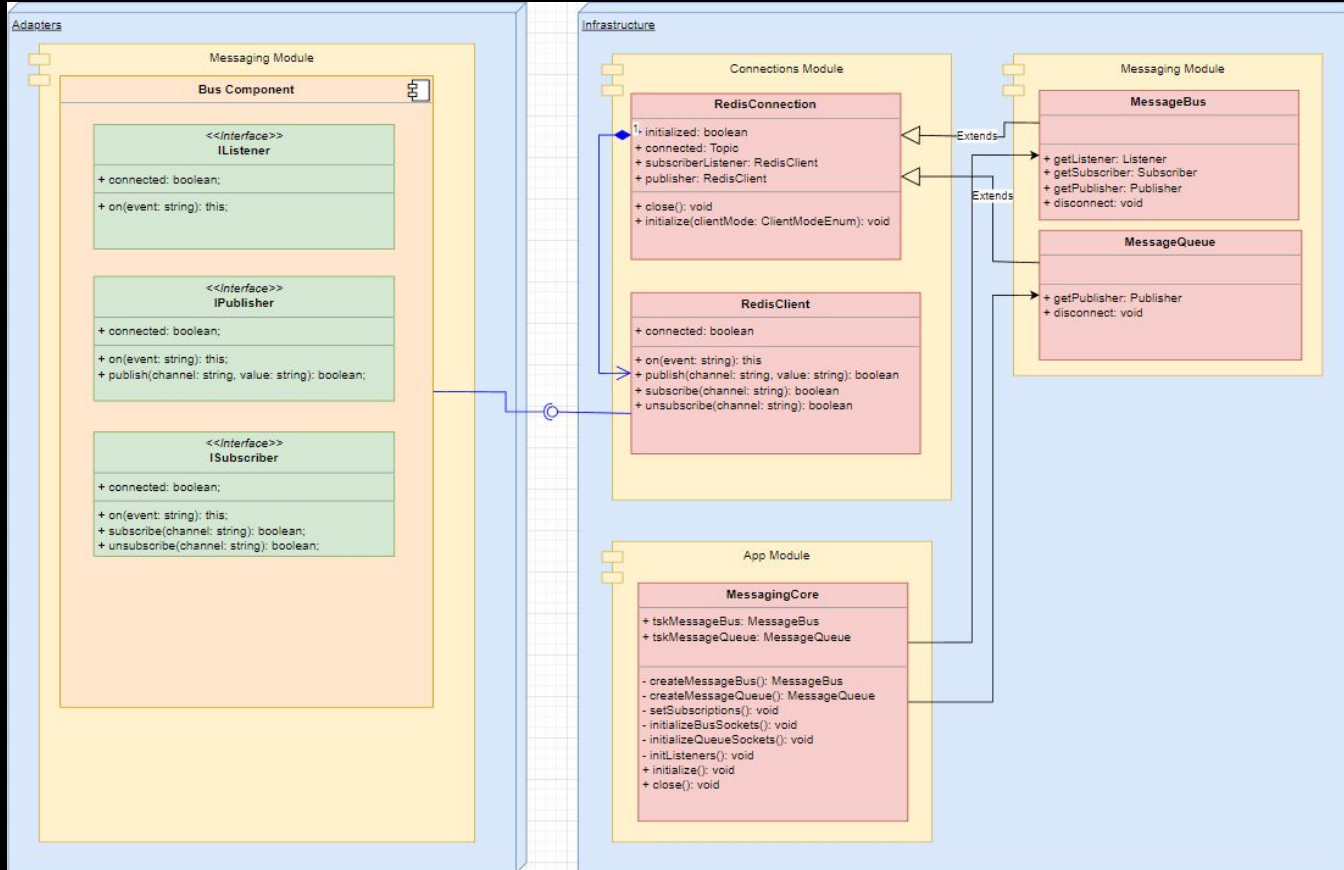 Adapters
Messaging Module
Bus Component
<<Interface>>
IListener
+ connected: boolean;
+ on(event: string): this;
<<Interface>>
IPublisher
+ connected: boolean;
+ on(event: string): this;
+ publish(channel: string, value: string): boolean;
<<Interface>>
ISubscriber
+ connected: boolean;
+ on(event: string): this;
+ subscribe(channel: string): boolean;
+ unsubscribe(channel: string): boolean;
Infrastructure
Connections Module
RedisConnection
1
+ initialized: boolean
+ connected: Topic
+ subscriberListener: RedisClient
+ publisher: RedisClient
+ close(): void
+ initialize(clientMode: ClientModeEnum): void
RedisClient
+ connected: boolean
+ on(event: string): this
+ publish(channel: string, value: string): boolean
+ subscribe(channel: string): boolean
+ unsubscribe(channel: string): boolean
Extends
Extends
Messaging Module
MessageBus
+ getListener: Listener
+ getSubscriber: Subscriber
+ getPublisher: Publisher
+ disconnect: void
MessageQueue
+ getPublisher: Publisher
+ disconnect: void
App Module
MessagingCore
+ tskMessageBus: MessageBus
+ tskMessageQueue: MessageQueue
- createMessageBus(): MessageBus
- createMessageQueue(): MessageQueue
- setSubscriptions(): void
- initializeBusSockets(): void
- initializeQueueSockets(): void
- initListeners(): void
+ initialize(): void
+ close(): void